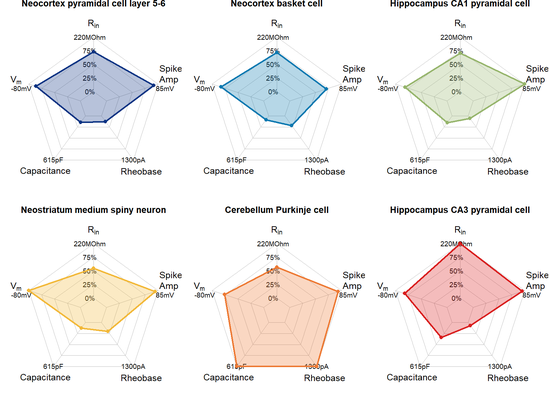 Neocortex pyramidal cell layer 5-6
Neocortex basket cell
Hippocampus CA1 pyramidal cell
Rin
220MOhm
75%
50%
25%
0%
Spike
Amp
85mV
Vm
-80mV
615pF
1300pA
Capacitance
Rheobase
Rin
220MOhm
75%
50%
25%
0%
Spike
Amp
85mV
Vm
-80mV
615pF
1300pA
Capacitance
Rheobase
Rin
220MOhm
75%
50%
25%
0%
Spike
Amp
85mV
Vm
-80mV
615pF
1300pA
Capacitance
Rheobase
Neostriatum medium spiny neuron
Cerebellum Purkinje cell
Hippocampus CA3 pyramidal cell
Rin
220MOhm
75%
50%
25%
0%
Spike
Amp
85mV
Vm
-80mV
615pF
1300pA
Capacitance
Rheobase
Rin
220MOhm
75%
50%
25%
0%
Spike
Amp
85mV
Vm
-80mV
615pF
1300pA
Capacitance
Rheobase
Rin
220MOhm
75%
50%
25%
0%
Spike
Amp
85mV
Vm
-80mV
615pF
1300pA
Capacitance
Rheobase